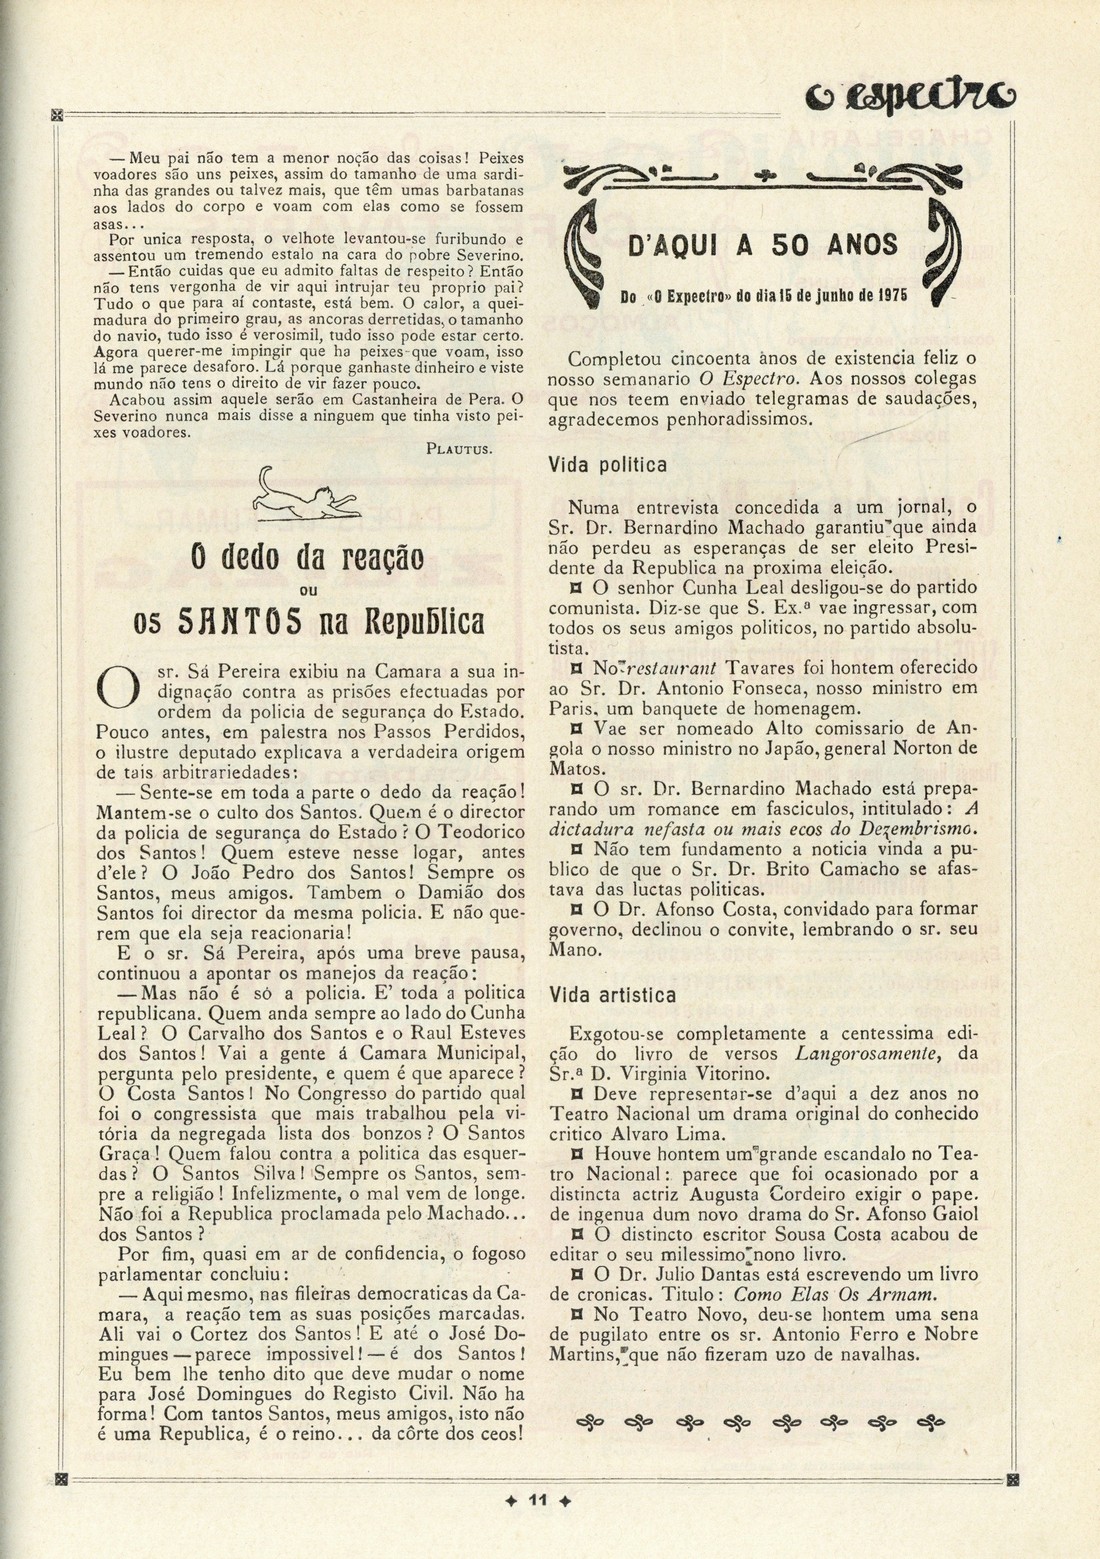 o espectro
— Meu pai não tem a menor noção das coisas! Peixes
voadores são uns peixes, assim do tamanho de uma sardi-
nha das grandes ou talvez mais, que têm umas barbatanas
aos lados do corpo e voam com elas como se fossem
asas...
Por unica resposta, o velhote levantou-se furibundo e
assentou um tremendo estalo na cara do pobre Severino.
— Então cuidas que eu admito faltas de respeito? Então
não tens vergonha de vir aqui intrujar teu proprio pai?
Tudo o que para aí contaste, está bem. O calor, a quei-
madura do primeiro grau, as ancoras derretidas, o tamanho
do navio, tudo isso é verosimil, tudo isso pode estar certo.
Agora querer-me impingir que ha peixes-que voam, isso
lá me parece desaforo. Lá porque ganhaste dinheiro e viste
mundo não tens o direito de vir fazer pouco.
Acabou assim aquele serão em Castanheira de Pera. O
Severino nunca mais disse a ninguem que tinha visto pei-
xes voadores.
PLAUTUS.
O dedo da reação
ou
os SANTOS na Republica
O sr. Sá Pereira exibiu na Camara a sua in-
dignação contra as prisões efectuadas por
ordem da policia de segurança do Estado.
Pouco antes, em palestra nos Passos Perdidos,
o ilustre deputado explicava a verdadeira origem
de tais arbitrariedades:
— Sente-se em toda a parte o dedo da reação!
Mantem-se o culto dos Santos. Quem é o director
da policia de segurança do Estado? O Teodorico
dos Santos! Quem esteve nesse logar, antes
d'ele? O João Pedro dos Santos! Sempre os
Santos, meus amigos. Tambem o Damião dos
Santos foi director da mesma policia. E não que-
rem que ela seja reacionaria!
E o sr. Sá Pereira, após uma breve pausa,
continuou a apontar os manejos da reação:
— Mas não é só a policia. E' toda a politica
republicana. Quem anda sempre ao lado do Cunha
Leal? O Carvalho dos Santos e o Raul Esteves
dos Santos! Vai a gente á Camara Municipal,
pergunta pelo presidente, e quem é que aparece?
O Costa Santos! No Congresso do partido qual
foi o congressista que mais trabalhou pela vi-
tória da negregada lista dos bonzos? O Santos
Graça! Quem falou contra a politica das esquer-
das? O Santos Silva! Sempre os Santos, sem-
pre a religião! Infelizmente, o mal vem de longe.
Não foi a Republica proclamada pelo Machado...
dos Santos?
Por fim, quasi em ar de confidencia, o fogoso
parlamentar concluiu:
— Aqui mesmo, nas fileiras democraticas da Ca-
mara, a reação tem as suas posições marcadas.
Ali vai o Cortez dos Santos! E até o José Do-
mingues — parece impossivel! — é dos Santos!
Eu bem lhe tenho dito que deve mudar o nome
para José Domingues do Registo Civil. Não ha
forma! Com tantos Santos, meus amigos, isto não
é uma Republica, é o reino... da côrte dos ceos!
D'AQUI A 50 ANOS
Do «O Expectro» do dia 15 de junho de 1975
Completou cincoenta anos de existencia feliz o
nosso semanario O Espectro. Aos nossos colegas
que nos teem enviado telegramas de saudações,
agradecemos penhoradissimos.
Vida politica
Numa entrevista concedida a um jornal, o
Sr. Dr. Bernardino Machado garantiu que ainda
não perdeu as esperanças de ser eleito Presi-
dente da Republica na proxima eleição.
¤ O senhor Cunha Leal desligou-se do partido
comunista. Diz-se que S. Ex.ª vae ingressar, com
todos os seus amigos politicos, no partido absolu-
tista.
¤ No restaurant Tavares foi hontem oferecido
ao Sr. Dr. Antonio Fonseca, nosso ministro em
Paris, um banquete de homenagem.
¤ Vae ser nomeado Alto comissario de An-
gola o nosso ministro no Japão, general Norton de
Matos.
¤ O sr. Dr. Bernardino Machado está prepa-
rando um romance em fasciculos, intitulado: A
dictadura nefasta ou mais ecos do Dezembrismo.
¤ Não tem fundamento a noticia vinda a pu-
blico de que o Sr. Dr. Brito Camacho se afas-
tava das luctas politicas.
¤ O Dr. Afonso Costa, convidado para formar
governo, declinou o convite, lembrando o sr. seu
Mano.
Vida artistica
Exgotou-se completamente a centessima edi-
ção do livro de versos Langorosamente, da
Sr.ª D. Virginia Vitorino.
¤ Deve representar-se d'aqui a dez anos no
Teatro Nacional um drama original do conhecido
critico Alvaro Lima.
¤ Houve hontem um grande escandalo no Tea-
tro Nacional: parece que foi ocasionado por a
distincta actriz Augusta Cordeiro exigir o pape.
de ingenua dum novo drama do Sr. Afonso Gaiol
¤ O distincto escritor Sousa Costa acabou de
editar o seu milessimo nono livro.
¤ O Dr. Julio Dantas está escrevendo um livro
de cronicas. Titulo: Como Elas Os Armam.
¤ No Teatro Novo, deu-se hontem uma sena
de pugilato entre os sr. Antonio Ferro e Nobre
Martins, que não fizeram uzo de navalhas.
11